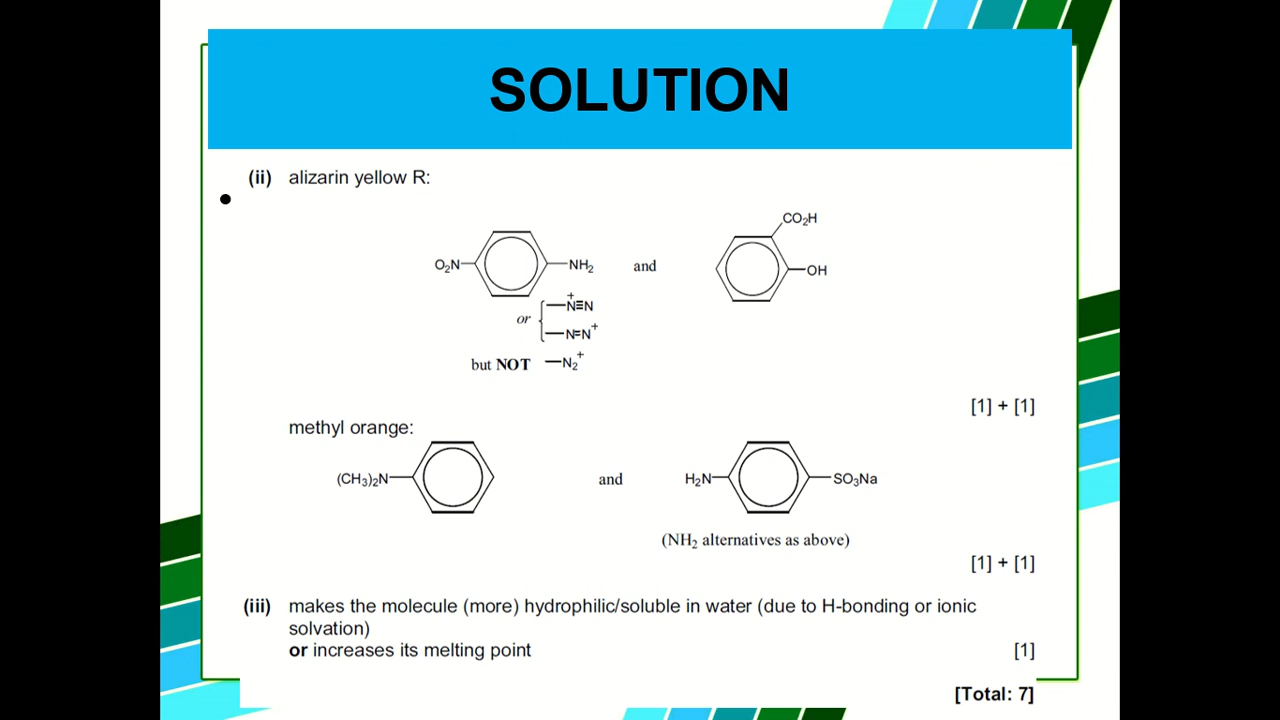 SOLUTION
(ii) alizarin yellow R:
CO₂H
O₂N NH₂ and OH
or
N⁺≡N
N=N⁺
but NOT —N₂⁺
[1] + [1]
methyl orange:
(CH₃)₂N and H₂N SO₃Na
(NH₂ alternatives as above)
[1] + [1]
(iii) makes the molecule (more) hydrophilic/soluble in water (due to H-bonding or ionic
solvation)
or increases its melting point [1]
[Total: 7]